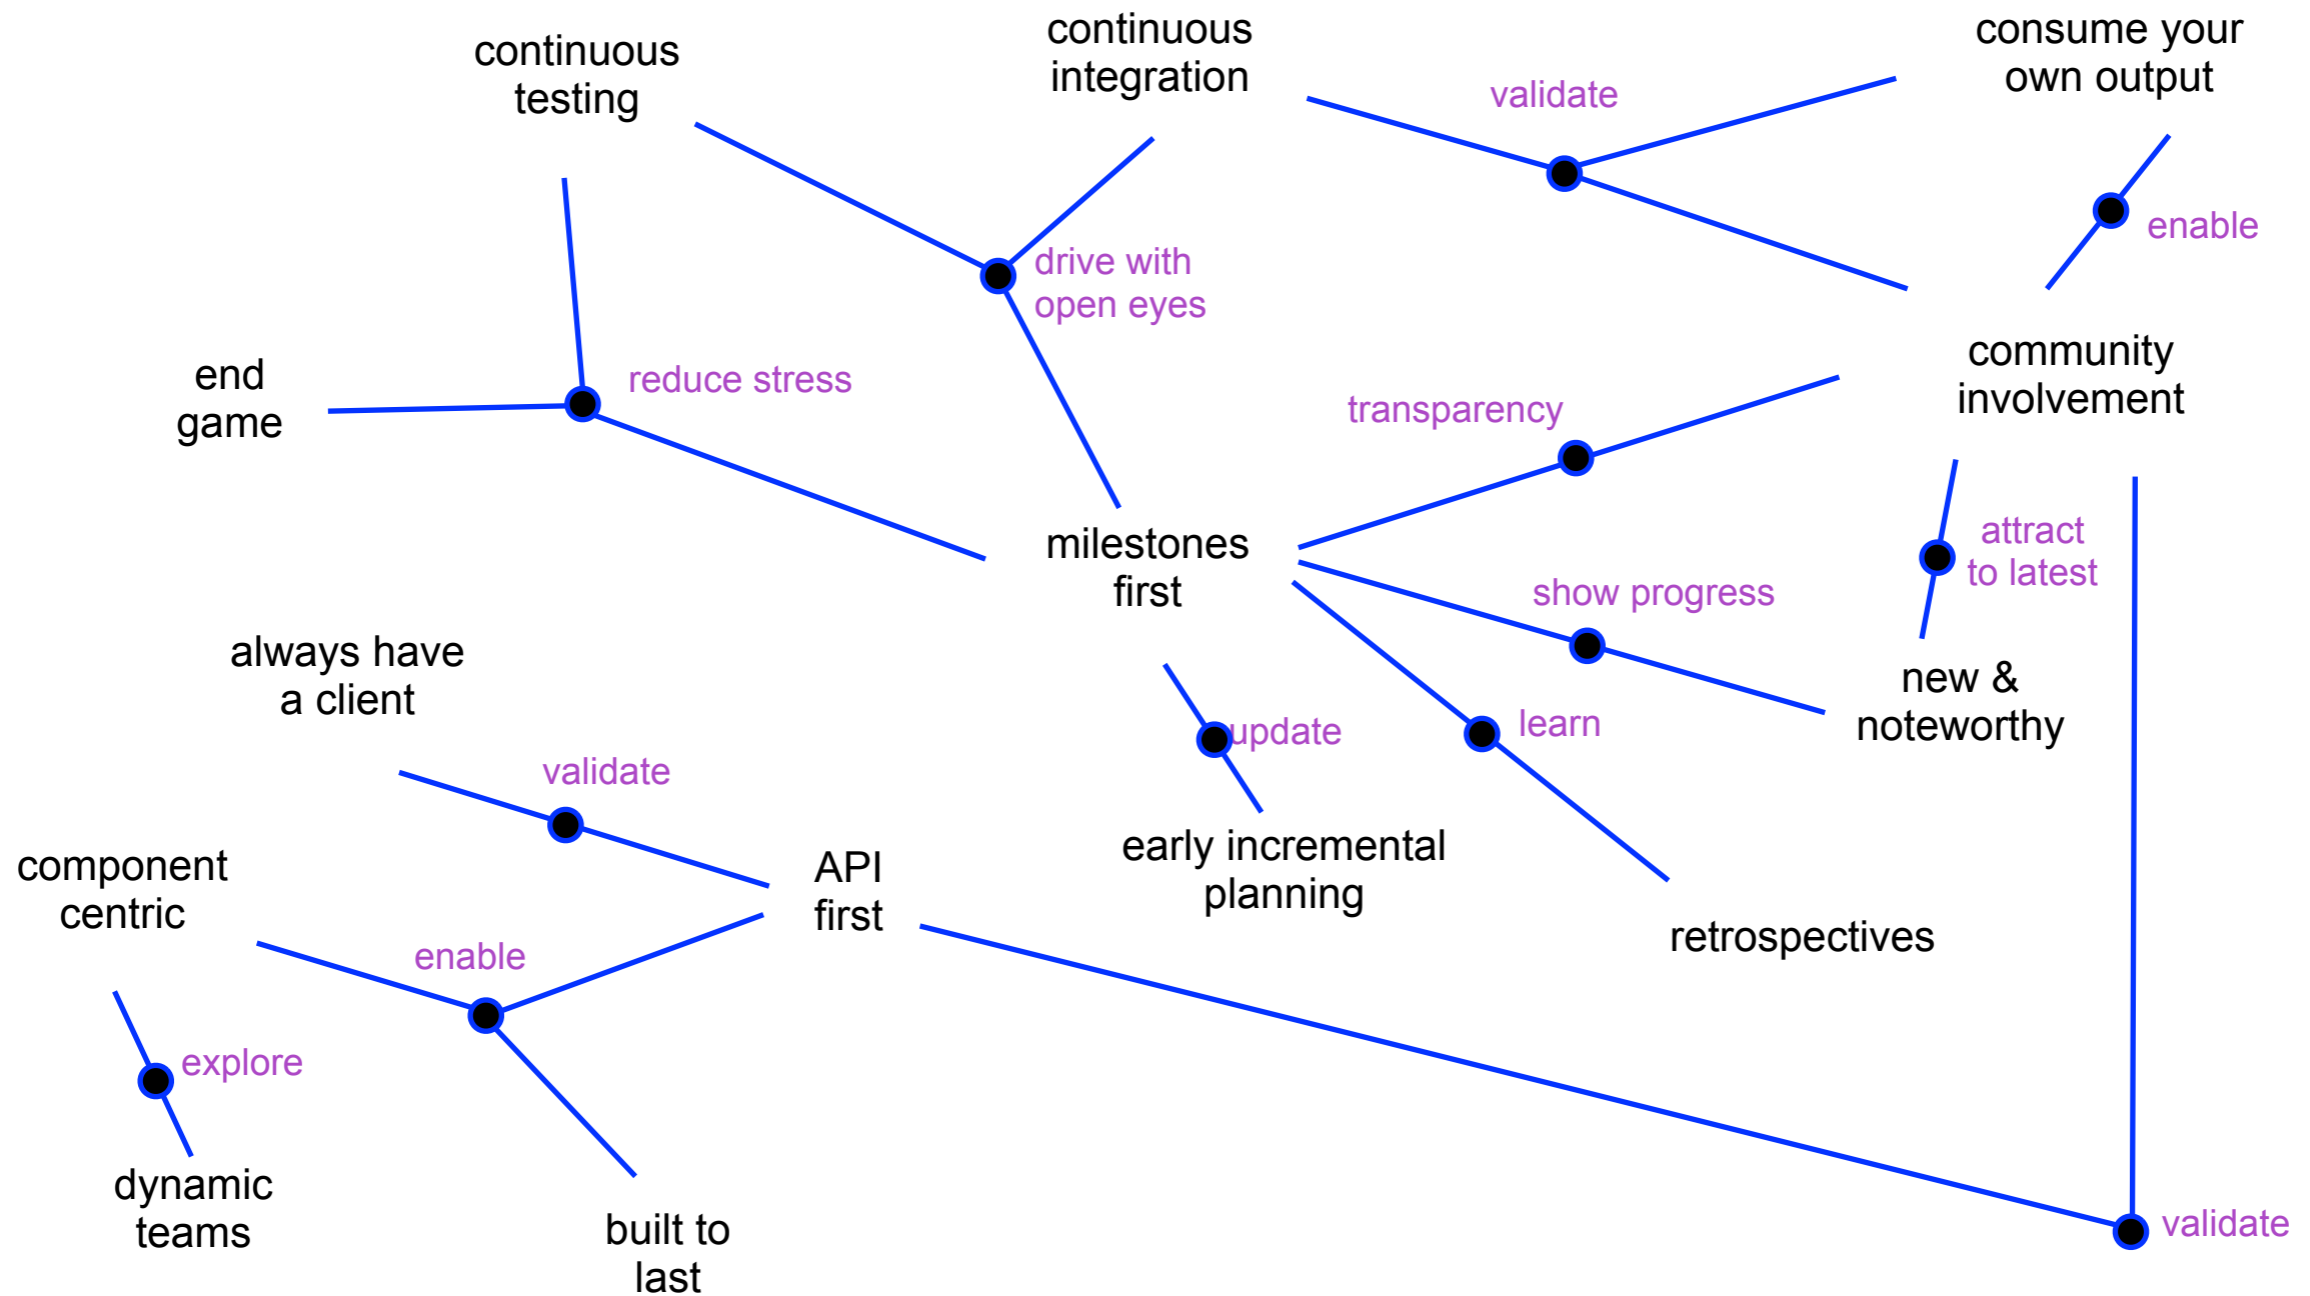 continuous
testing
continuous
integration
consume your
own output
validate
enable
drive with
open eyes
end
game
reduce stress
community
involvement
transparency
milestones
first
attract
to latest
show progress
always have
a client
new &
noteworthy
update
learn
validate
early incremental
planning
component
centric
API
first
retrospectives
enable
explore
dynamic
teams
built to
last
validate